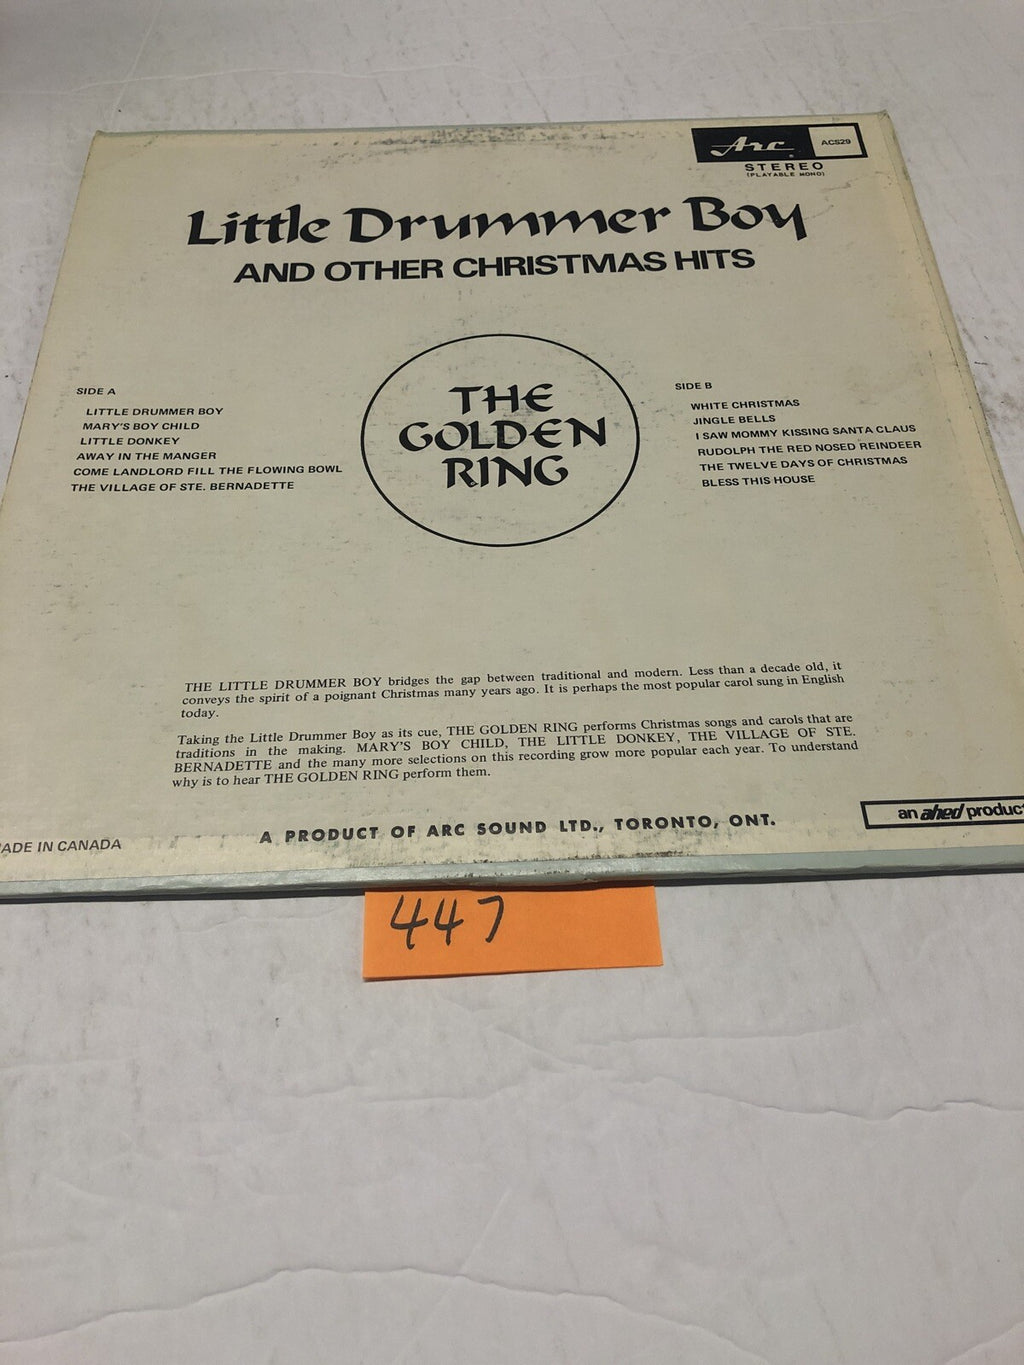 Arc
ACS29
STEREO
(PLAYABLE MONO)
Little Drummer Boy
AND OTHER CHRISTMAS HITS
SIDE A
LITTLE DRUMMER BOY
MARY'S BOY CHILD
LITTLE DONKEY
AWAY IN THE MANGER
COME LANDLORD FILL THE FLOWING BOWL
THE VILLAGE OF STE. BERNADETTE
THE
GOLDEN
RING
SIDE B
WHITE CHRISTMAS
JINGLE BELLS
I SAW MOMMY KISSING SANTA CLAUS
RUDOLPH THE RED NOSED REINDEER
THE TWELVE DAYS OF CHRISTMAS
BLESS THIS HOUSE
THE LITTLE DRUMMER BOY bridges the gap between traditional and modern. Less than a decade old, it
conveys the spirit of a poignant Christmas many years ago. It is perhaps the most popular carol sung in English
today.
Taking the Little Drummer Boy as its cue, THE GOLDEN RING performs Christmas songs and carols that are
traditions in the making. MARY'S BOY CHILD, THE LITTLE DONKEY, THE VILLAGE OF STE.
BERNADETTE and the many more selections on this recording grow more popular each year. To understand
why is to hear THE GOLDEN RING perform them.
an ahed product
A PRODUCT OF ARC SOUND LTD., TORONTO, ONT.
ADE IN CANADA
447